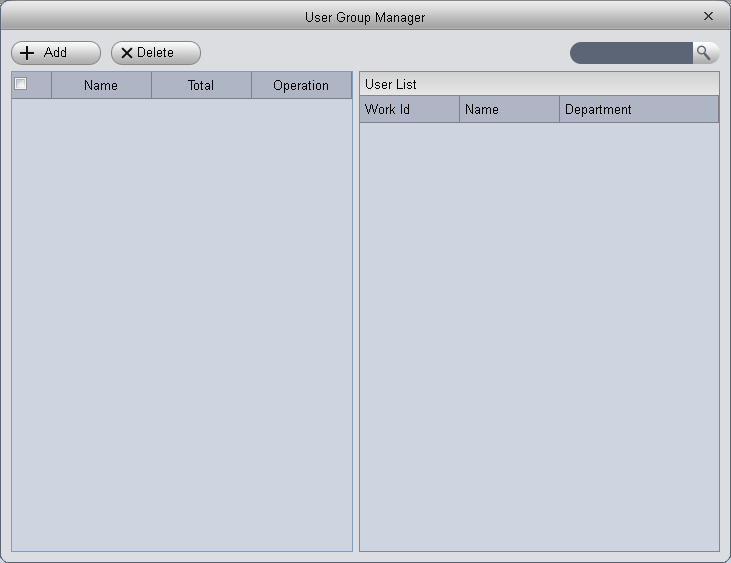 User Group Manager
Add Delete
Name Total Operation
User List
Work Id Name Department